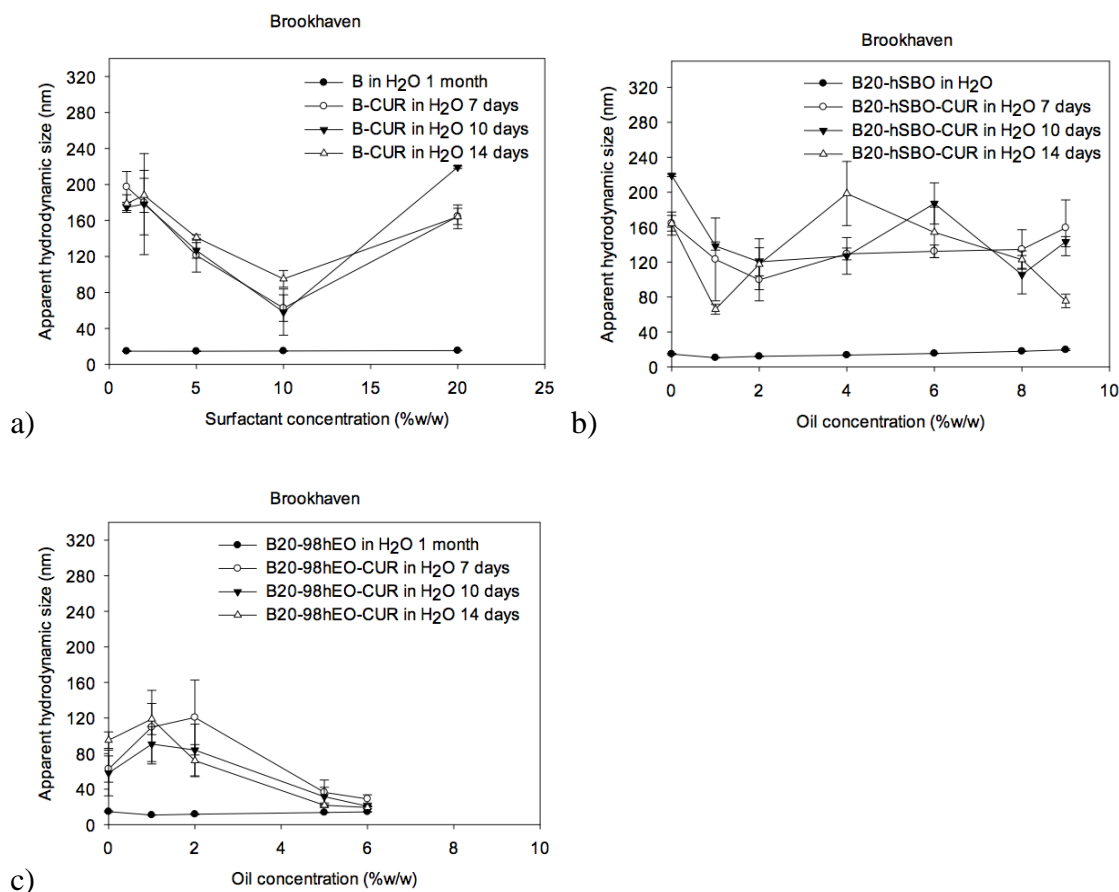 Brookhaven
Apparent hydrodynamic size (nm)
320
280
240
200
160
120
80
40
0
B in H2O 1 month
B-CUR in H2O 7 days
B-CUR in H2O 10 days
B-CUR in H2O 14 days
0 5 10 15 20 25
Surfactant concentration (%w/w)
a)
Brookhaven
Apparent hydrodynamic size (nm)
320
280
240
200
160
120
80
40
0
B20-hSBO in H2O
B20-hSBO-CUR in H2O 7 days
B20-hSBO-CUR in H2O 10 days
B20-hSBO-CUR in H2O 14 days
0 2 4 6 8 10
Oil concentration (%w/w)
b)
Brookhaven
Apparent hydrodynamic size (nm)
320
280
240
200
160
120
80
40
0
B20-98hEO in H2O 1 month
B20-98hEO-CUR in H2O 7 days
B20-98hEO-CUR in H2O 10 days
B20-98hEO-CUR in H2O 14 days
0 2 4 6 8 10
Oil concentration (%w/w)
c)